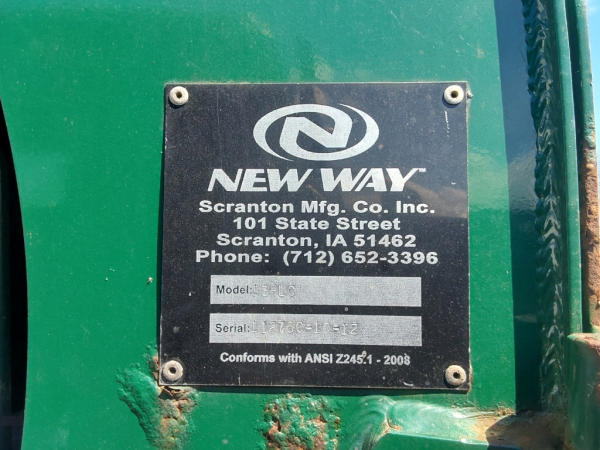 NEW WAY™
Scranton Mfg. Co. Inc.
101 State Street
Scranton, IA 51462
Phone: (712) 652-3396
Model:
Serial:
Conforms with ANSI Z245.1 - 2008